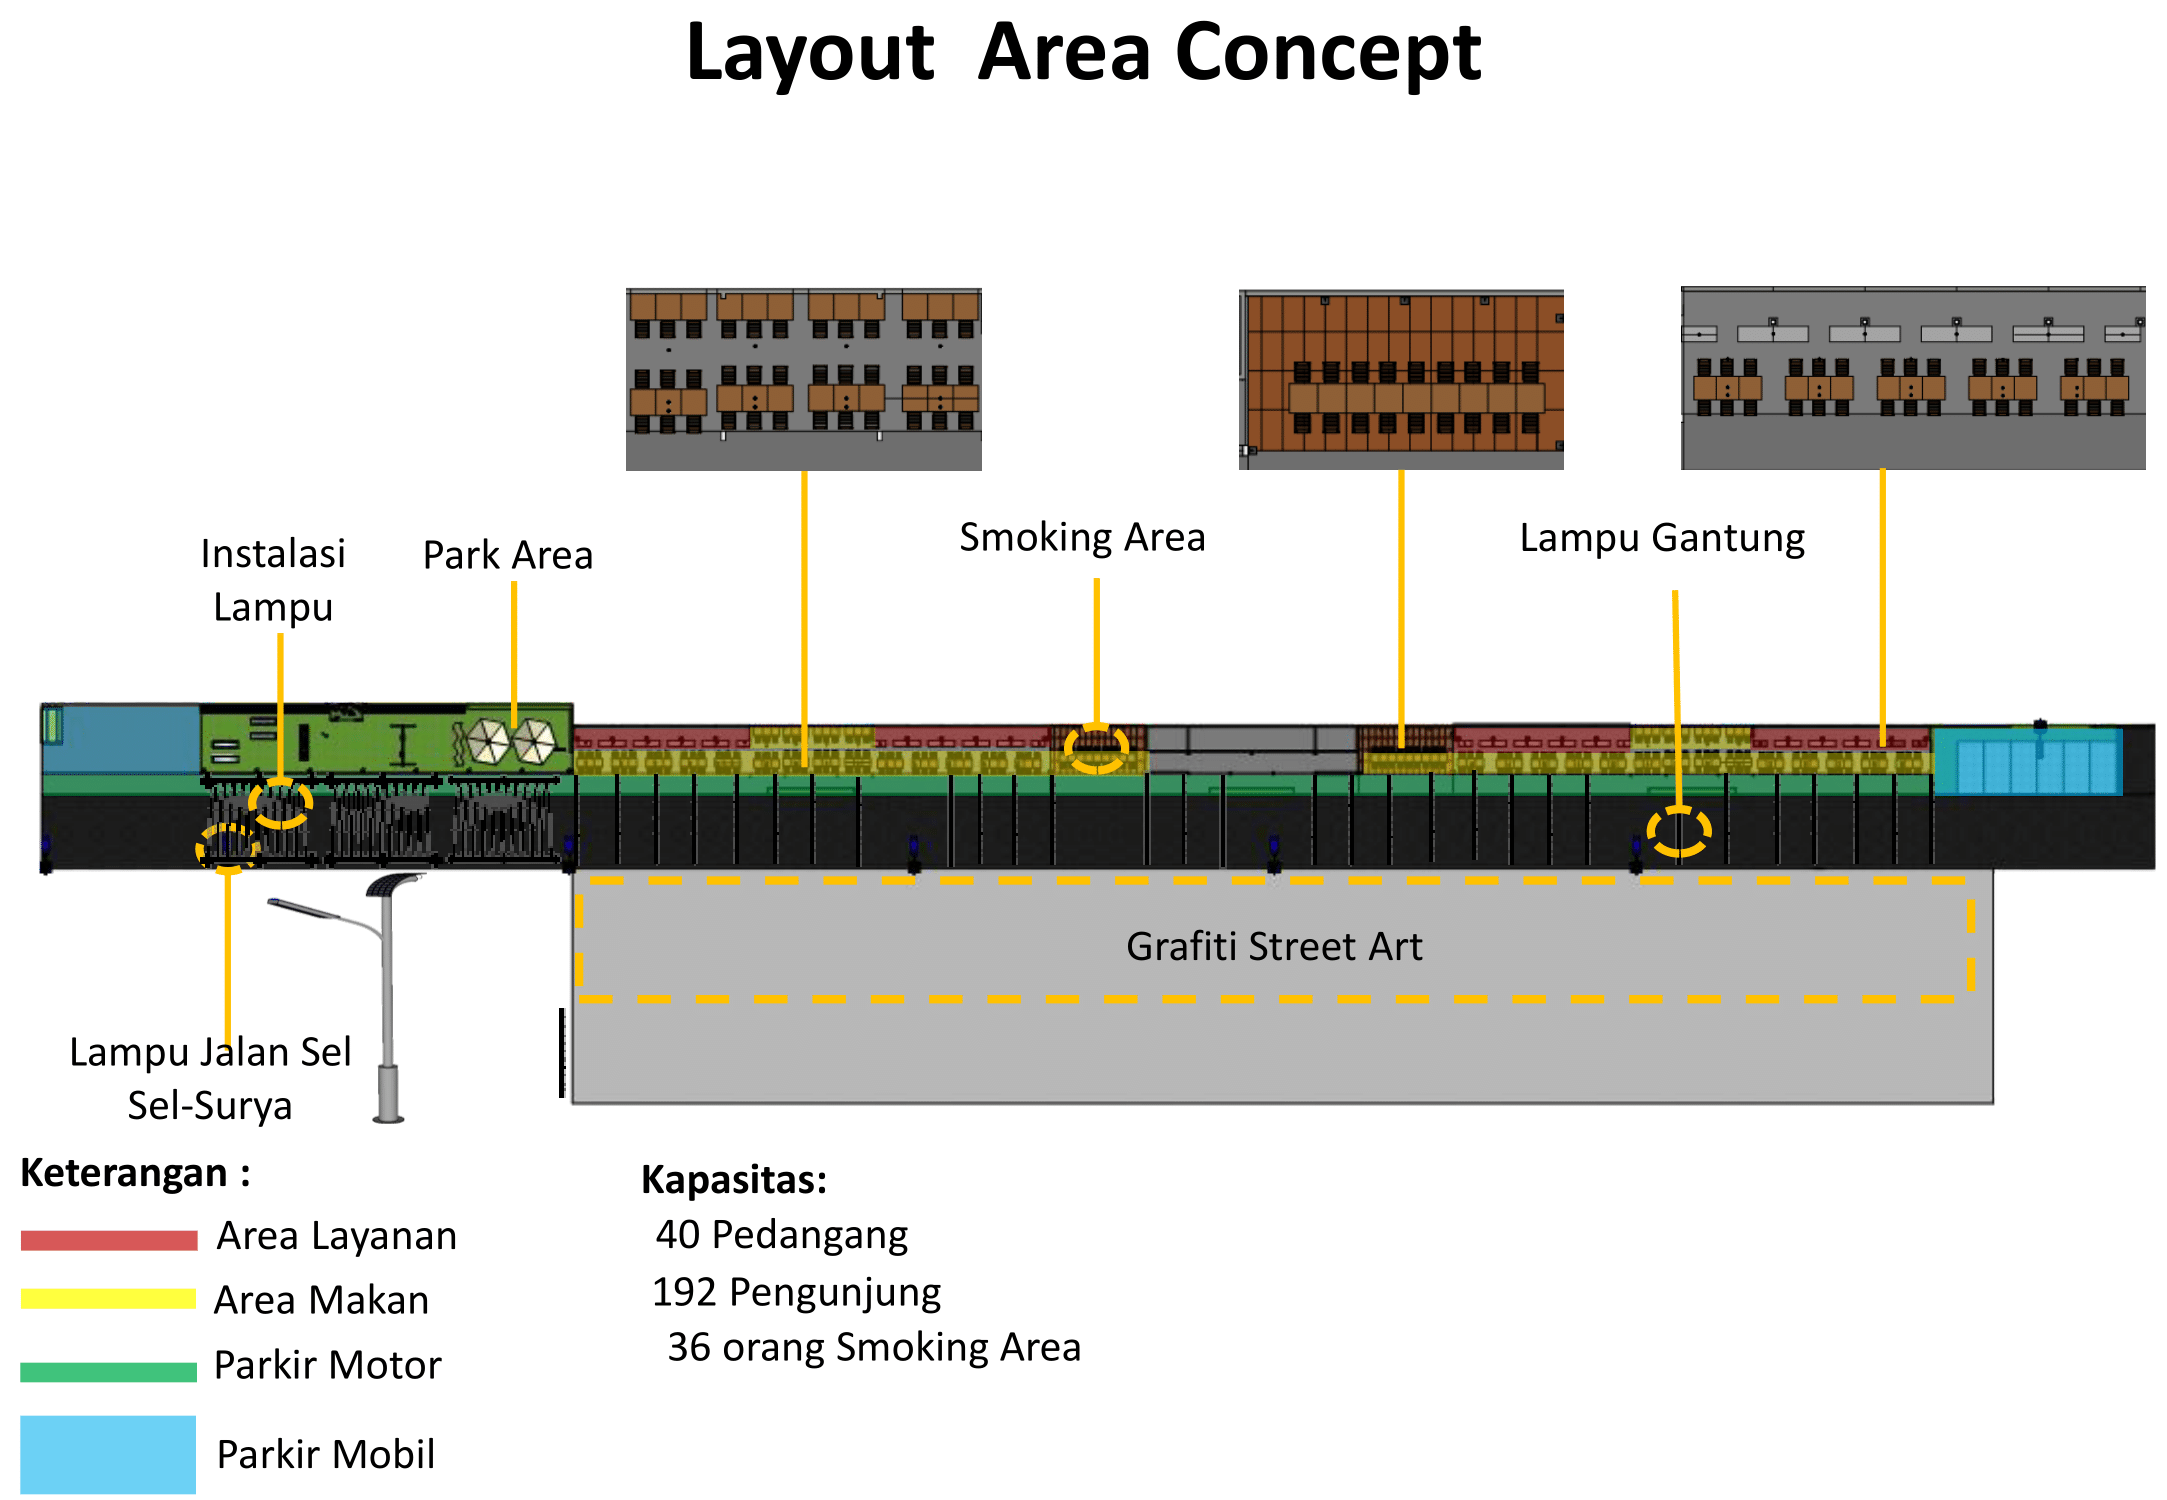 Layout Area Concept
Instalasi
Lampu
Park Area
Smoking Area
Lampu Gantung
Grafiti Street Art
Lampu Jalan Sel
Sel-Surya
Keterangan :
Area Layanan
Area Makan
Parkir Motor
Parkir Mobil
Kapasitas:
40 Pedangang
192 Pengunjung
36 orang Smoking Area